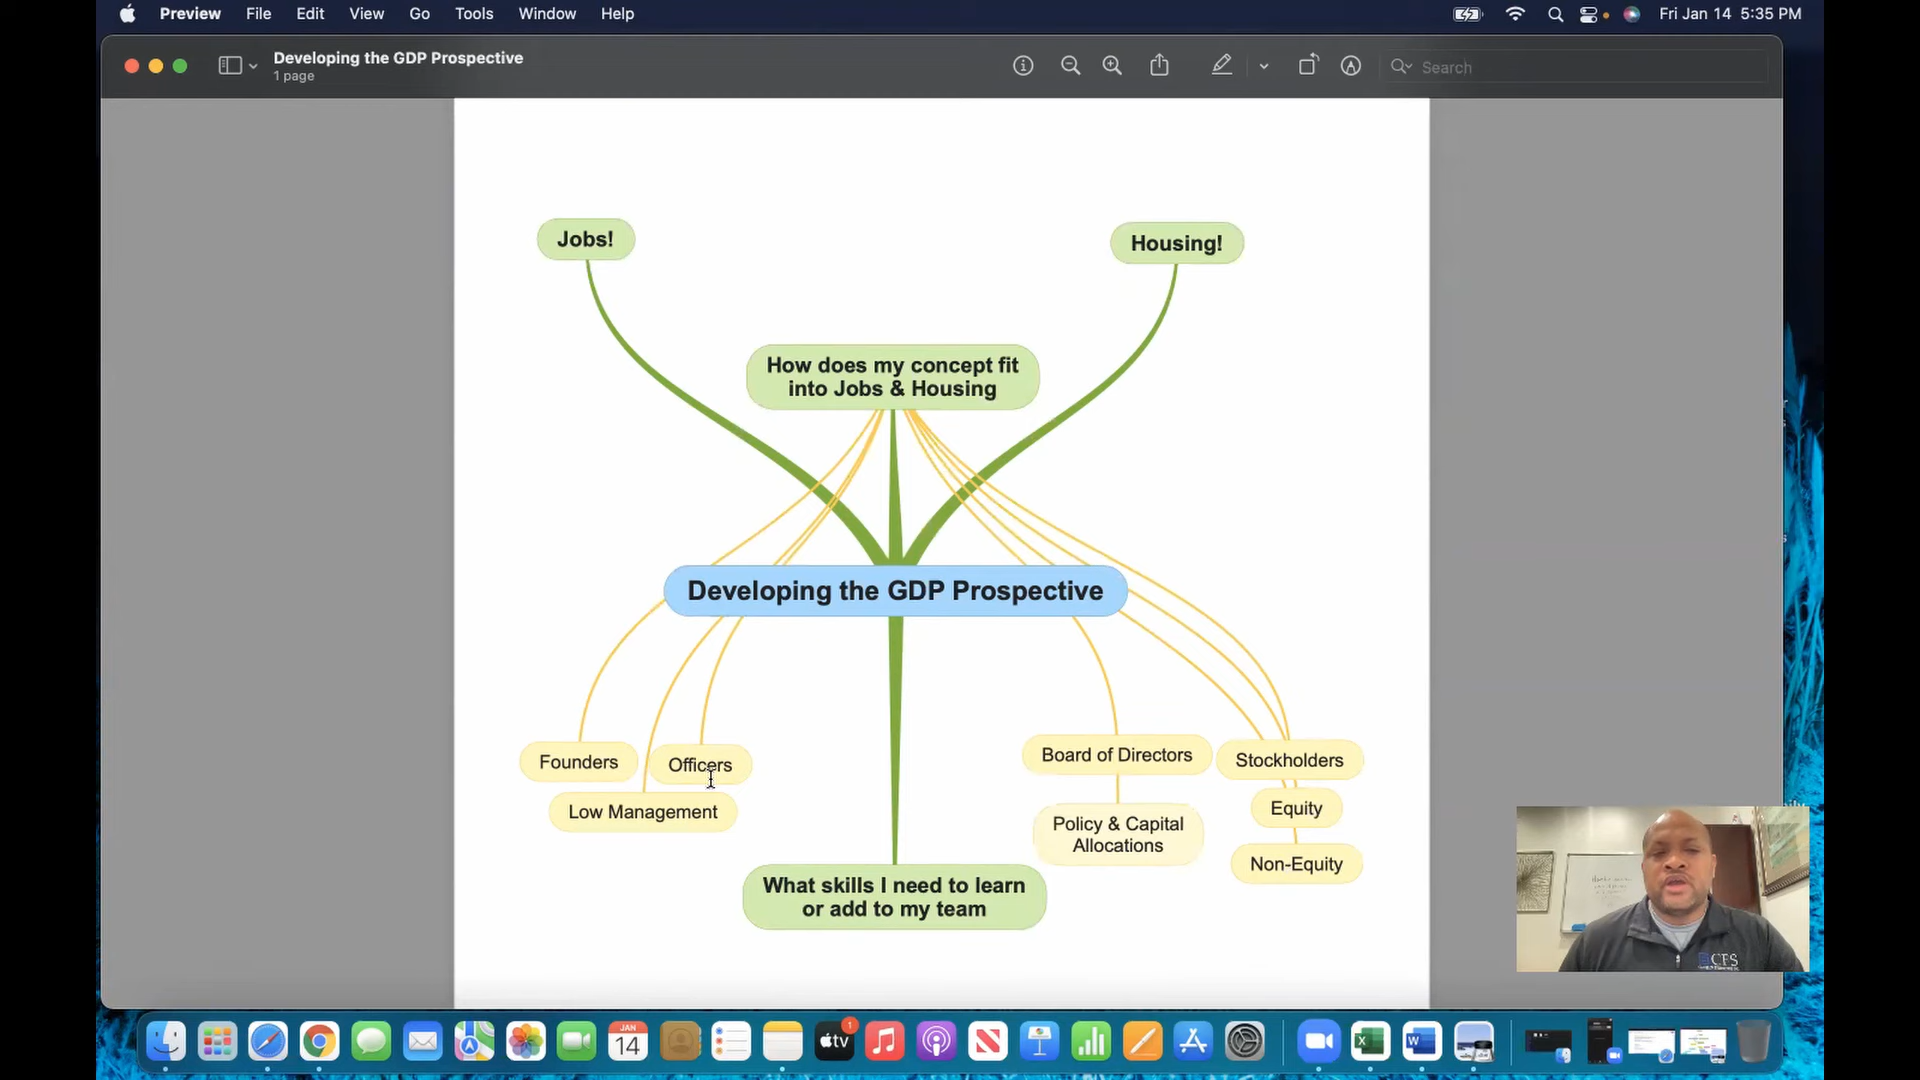 Preview File Edit View Go Tools Window Help
Fri Jan 14 5:35 PM
Developing the GDP Prospective
1 page
Search
Jobs!
Housing!
How does my concept fit
into Jobs & Housing
Developing the GDP Prospective
Founders
Officers
Low Management
Board of Directors
Policy & Capital
Allocations
Stockholders
Equity
Non-Equity
What skills I need to learn
or add to my team
CFS
JAN
14
tv
1